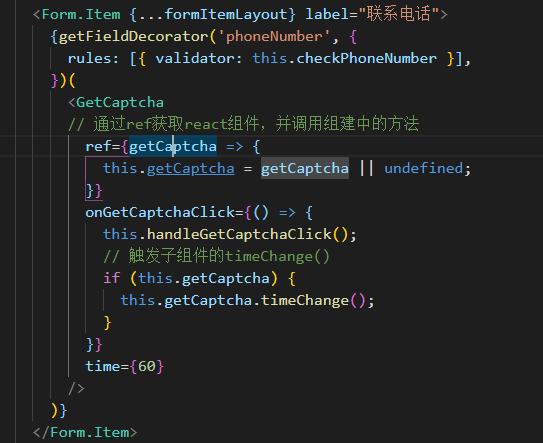 <Form.Item {...formItemLayout} label="联系电话">
{getFieldDecorator('phoneNumber', {
rules: [{ validator: this.checkPhoneNumber }],
})(
<GetCaptcha
// 通过ref获取react组件，并调用组建中的方法
ref={getCaptcha => {
this.getCaptcha = getCaptcha || undefined;
}}
onGetCaptchaClick={() => {
this.handleGetCaptchaClick();
// 触发子组件的timeChange()
if (this.getCaptcha) {
this.getCaptcha.timeChange();
}
}}
time={60}
/>
)}
</Form.Item>